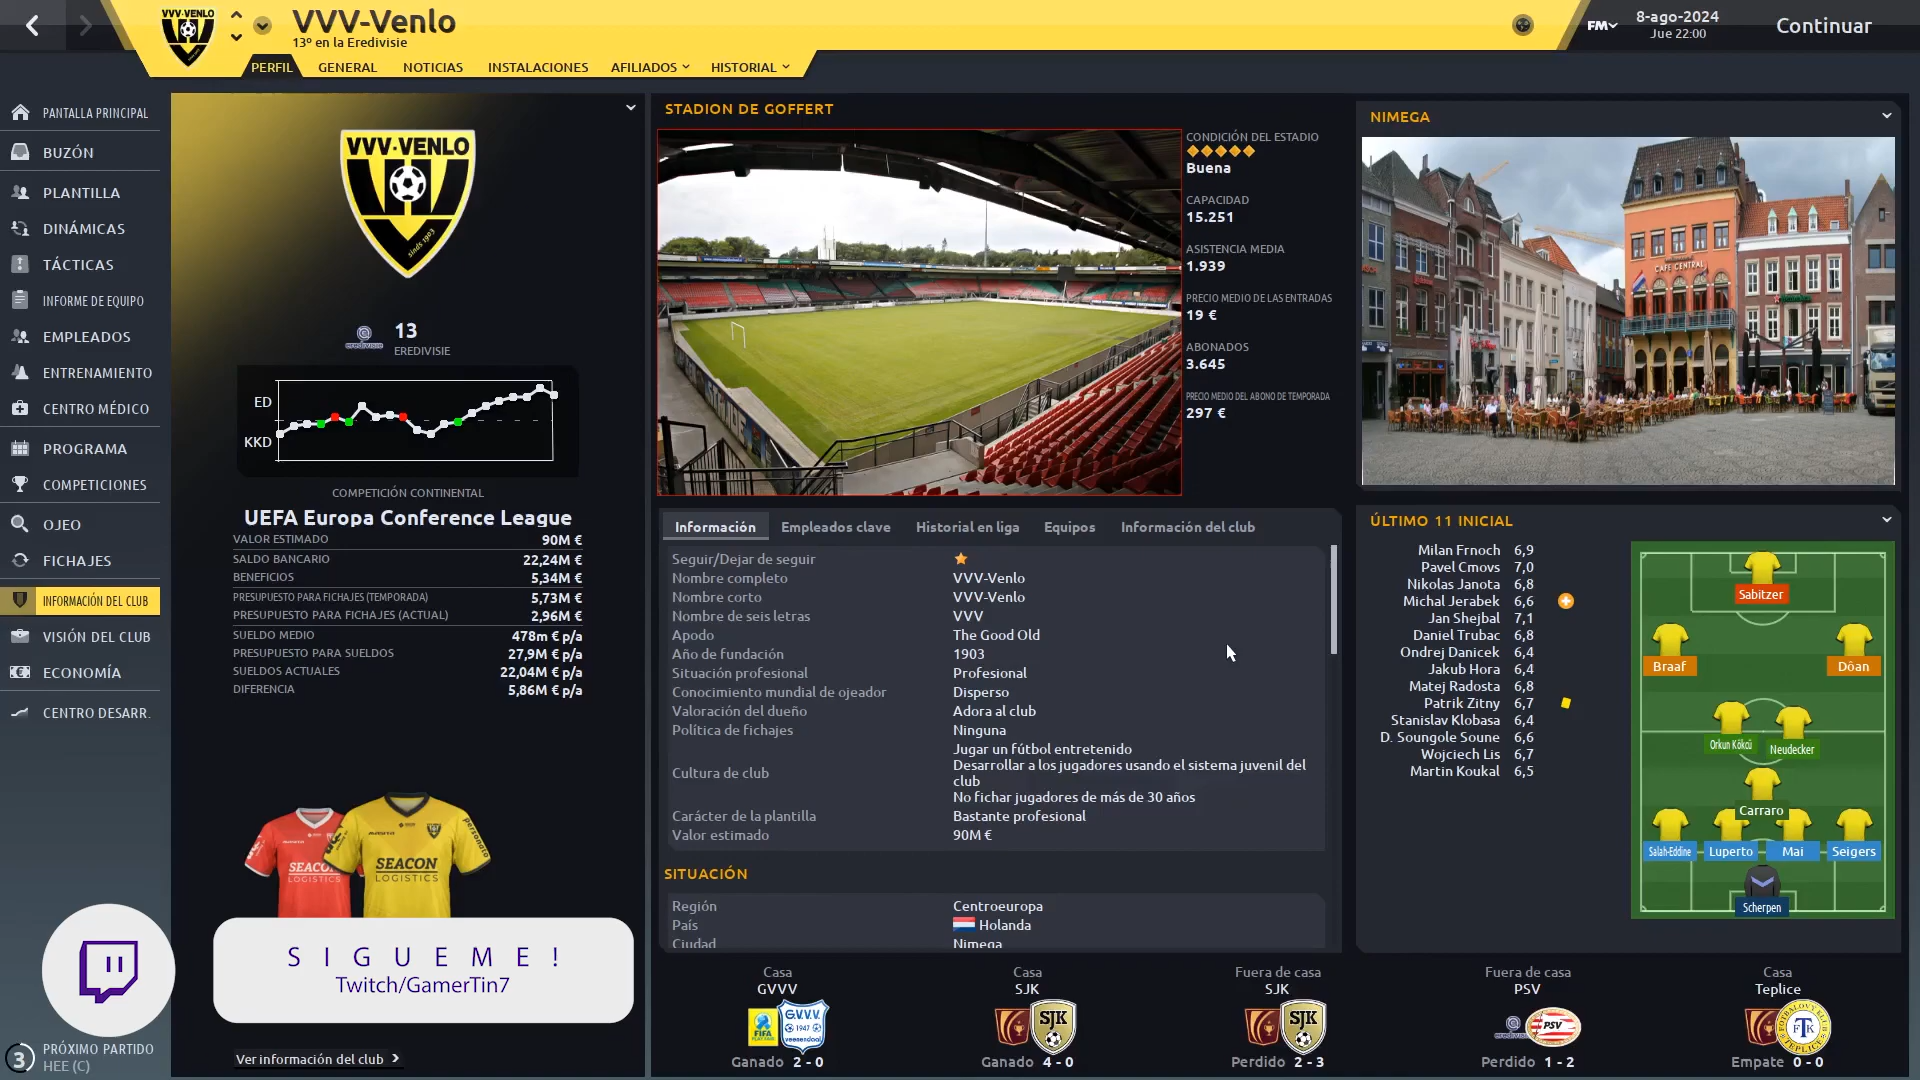 VVV-Venlo
13º en la Eredivisie
8-ago-2024
Jue 22:00
Continuar
FM
PERFIL
GENERAL
NOTICIAS
INSTALACIONES
AFILIADOS
HISTORIAL
PANTALLA PRINCIPAL
BUZÓN
PLANTILLA
DINÁMICAS
TÁCTICAS
INFORME DE EQUIPO
EMPLEADOS
ENTRENAMIENTO
CENTRO MÉDICO
PROGRAMA
COMPETICIONES
OJEO
FICHAJES
INFORMACIÓN DEL CLUB
VISIÓN DEL CLUB
ECONOMÍA
CENTRO DESARR.
3 PRÓXIMO PARTIDO
HEE (C)
VVV-VENLO
sinds 1903
13
EREDIVISIE
ED
KKD
COMPETICIÓN CONTINENTAL
UEFA Europa Conference League
VALOR ESTIMADO 90M €
SALDO BANCARIO 22,24M €
BENEFICIOS 5,34M €
PRESUPUESTO PARA FICHAJES (TEMPORADA) 5,73M €
PRESUPUESTO PARA FICHAJES (ACTUAL) 2,96M €
SUELDO MEDIO 478m € p/a
PRESUPUESTO PARA SUELDOS 27,9M € p/a
SUELDOS ACTUALES 22,04M € p/a
DIFERENCIA 5,86M € p/a
SEACON
LOGISTICS
SEACON
LOGISTICS
SIGUEME!
Twitch/GamerTin7
Ver información del club
STADION DE GOFFERT
CONDICIÓN DEL ESTADIO
Buena
CAPACIDAD
15.251
ASISTENCIA MEDIA
1.939
PRECIO MEDIO DE LAS ENTRADAS
19 €
ABONADOS
3.645
PRECIO MEDIO DEL ABONO DE TEMPORADA
297 €
Información
Empleados clave
Historial en liga
Equipos
Información del club
Seguir/Dejar de seguir
Nombre completo VVV-Venlo
Nombre corto VVV-Venlo
Nombre de seis letras VVV
Apodo The Good Old
Año de fundación 1903
Situación profesional Profesional
Conocimiento mundial de ojeador Disperso
Valoración del dueño Adora al club
Política de fichajes Ninguna
Cultura de club Jugar un fútbol entretenido
Desarrollar a los jugadores usando el sistema juvenil del
club
No fichar jugadores de más de 30 años
Carácter de la plantilla Bastante profesional
Valor estimado 90M €
SITUACIÓN
Región Centroeuropa
País Holanda
Ciudad Nimega
NIMEGA
CAFE CENTRAL
ÚLTIMO 11 INICIAL
Milan Frnoch 6,9
Pavel Cmovs 7,0
Nikolas Janota 6,8
Michal Jerabek 6,6
Jan Shejbal 7,1
Daniel Trubac 6,8
Ondrej Danicek 6,4
Jakub Hora 6,4
Matej Radosta 6,8
Patrik Zitny 6,7
Stanislav Klobasa 6,4
D. Soungole Soune 6,6
Wojciech Lis 6,7
Martin Koukal 6,5
Sabitzer
Braaf
Dôan
Orkun Kökcü
Neudecker
Carraro
Salah-Eddine
Luperto
Mai
Seigers
Scherpen
Casa
GVVV
Ganado 2 - 0
Casa
SJK
Ganado 4 - 0
Fuera de casa
SJK
Perdido 2 - 3
Fuera de casa
PSV
Perdido 1 - 2
Casa
Teplice
Empate 0 - 0